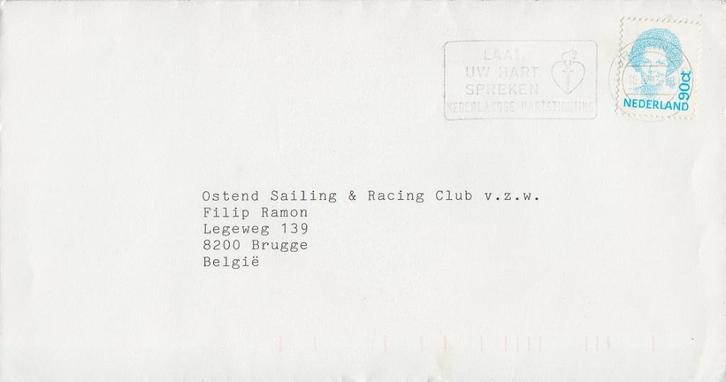 LAAT
UW HART
SPREKEN
NEDERLANDSE HARTSTICHTING
90ct
NEDERLAND
Ostend Sailing & Racing Club v.z.w.
Filip Ramon
Legeweg 139
8200 Brugge
België